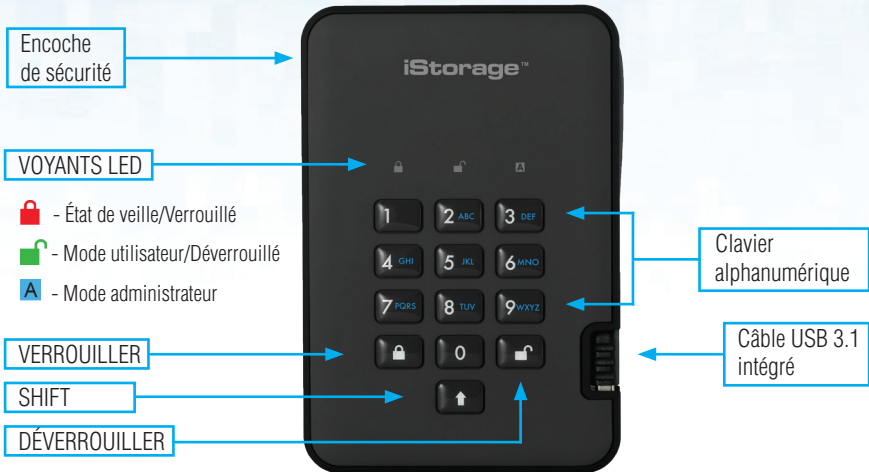 Encoche
de sécurité
iStorage™
VOYANTS LED
- État de veille/Verrouillé
A - Mode utilisateur/Déverrouillé
A - Mode administrateur
1
2 ABC
3 DEF
4 GHI
5 JKL
6 MNO
7 PQRS
8 TUV
9 WXYZ
0
Clavier
alphanumérique
Câble USB 3.1
intégré
VERROUILLER
SHIFT
DÉVERROUILLER